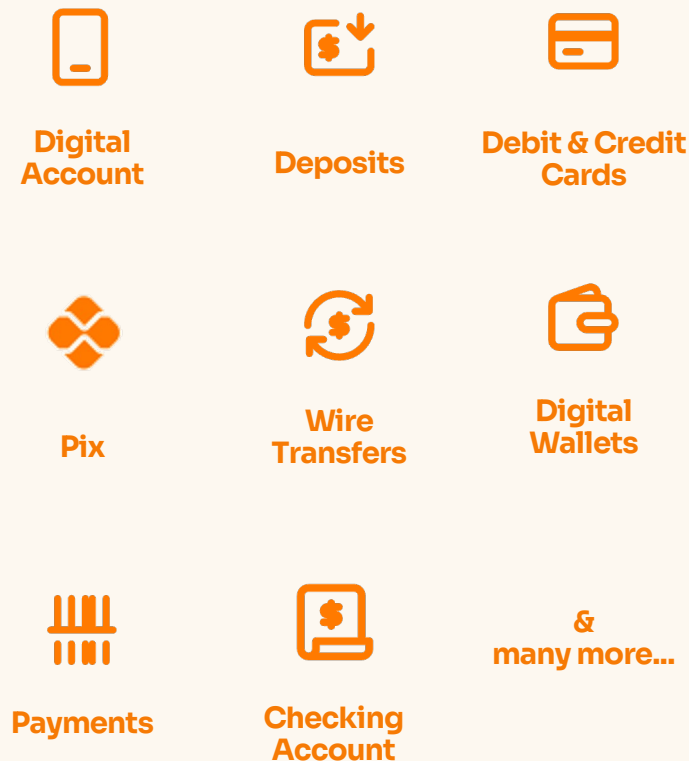 Digital
Account
Deposits
Debit & Credit
Cards
Pix
Wire
Transfers
Digital
Wallets
Payments
Checking
Account
&
many more...